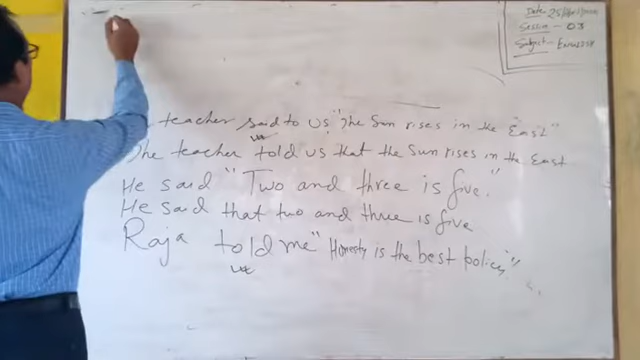 Date
Session - 03
Subject - English
teacher said to us "The Sun rises in the East"
The teacher told us that the Sun rises in the East
He said "Two and three is five."
He said that two and three is five
Raja told me "Honesty is the best policy"